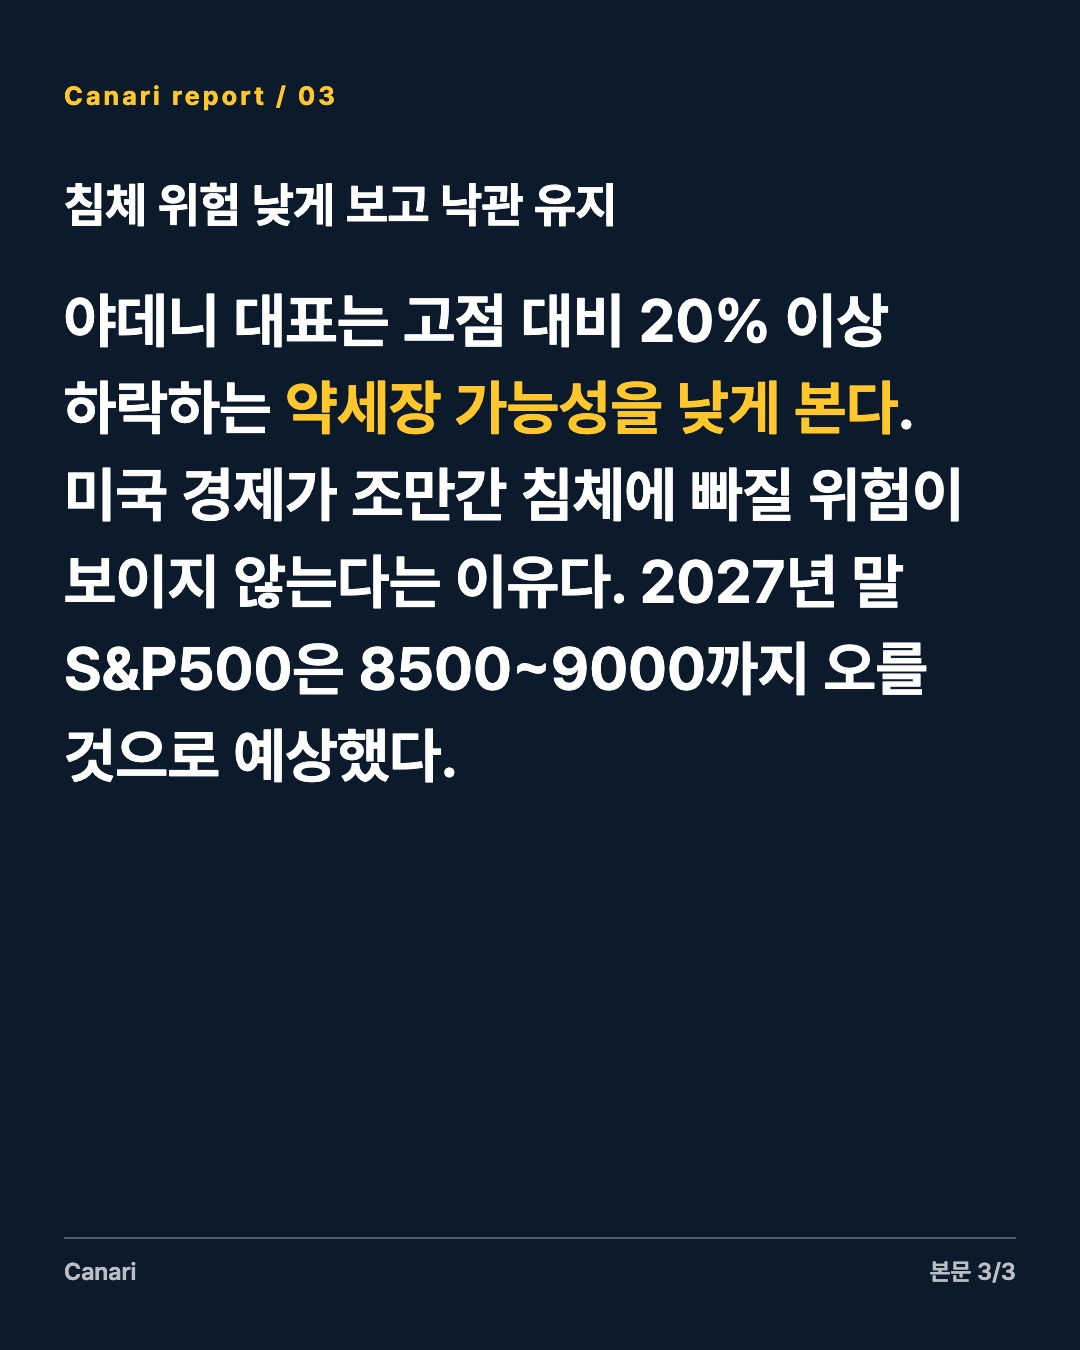 Canari report / 03
침체 위험 낮게 보고 낙관 유지
야데니 대표는 고점 대비 20% 이상
하락하는 약세장 가능성을 낮게 본다.
미국 경제가 조만간 침체에 빠질 위험이
보이지 않는다는 이유다. 2027년 말
S&P500은 8500~9000까지 오를
것으로 예상했다.
Canari
본문 3/3